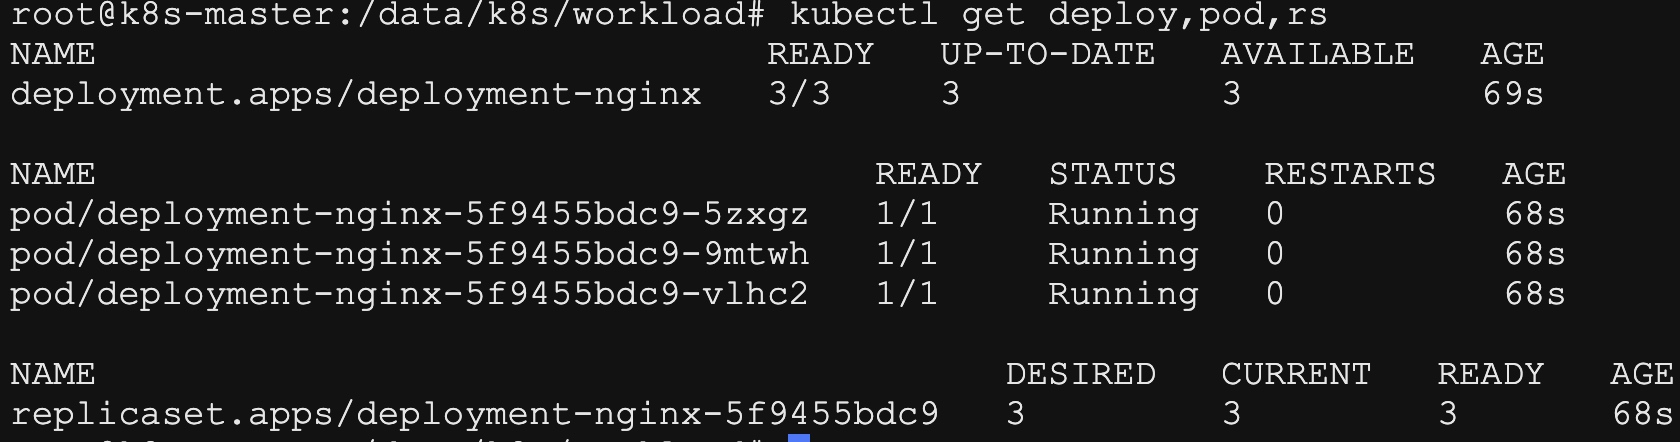 root@k8s-master:/data/k8s/workload# kubectl get deploy,pod,rs
NAME READY UP-TO-DATE AVAILABLE AGE
deployment.apps/deployment-nginx 3/3 3 3 69s
NAME READY STATUS RESTARTS AGE
pod/deployment-nginx-5f9455bdc9-5zxgz 1/1 Running 0 68s
pod/deployment-nginx-5f9455bdc9-9mtwh 1/1 Running 0 68s
pod/deployment-nginx-5f9455bdc9-vlhc2 1/1 Running 0 68s
NAME DESIRED CURRENT READY AGE
replicaset.apps/deployment-nginx-5f9455bdc9 3 3 3 68s